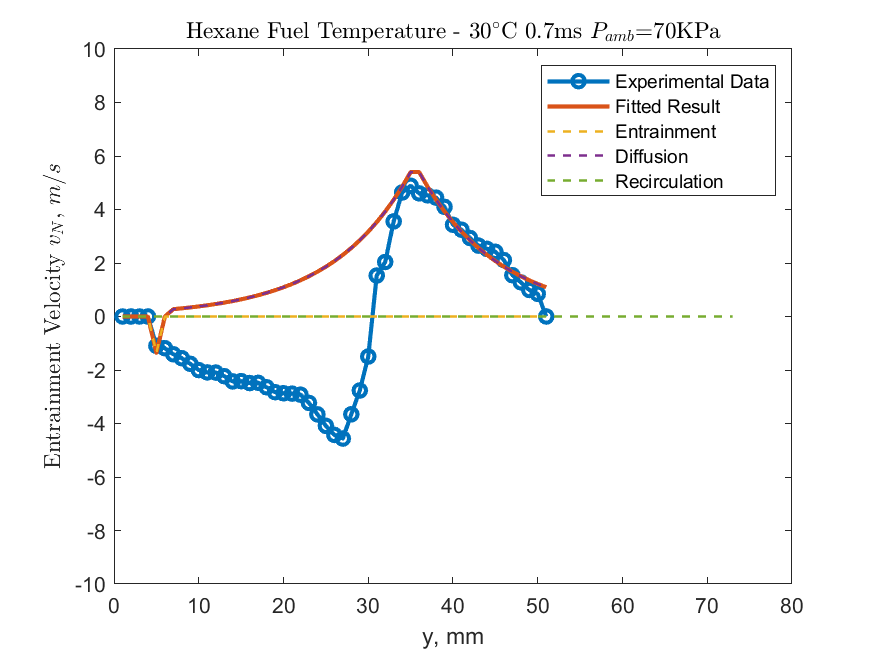 Hexane Fuel Temperature - 30°C 0.7ms P_amb=70KPa
Experimental Data
Fitted Result
Entrainment
Diffusion
Recirculation
10
8
6
4
2
0
-2
-4
-6
-8
-10
Entrainment Velocity v_N, m/s
0 10 20 30 40 50 60 70 80
y, mm